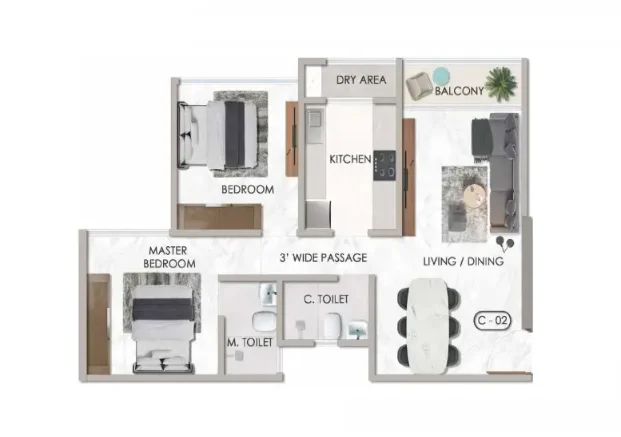 DRY AREA
BALCONY
KITCHEN
BEDROOM
MASTER
BEDROOM
3' WIDE PASSAGE
LIVING / DINING
C. TOILET
M. TOILET
C - 02